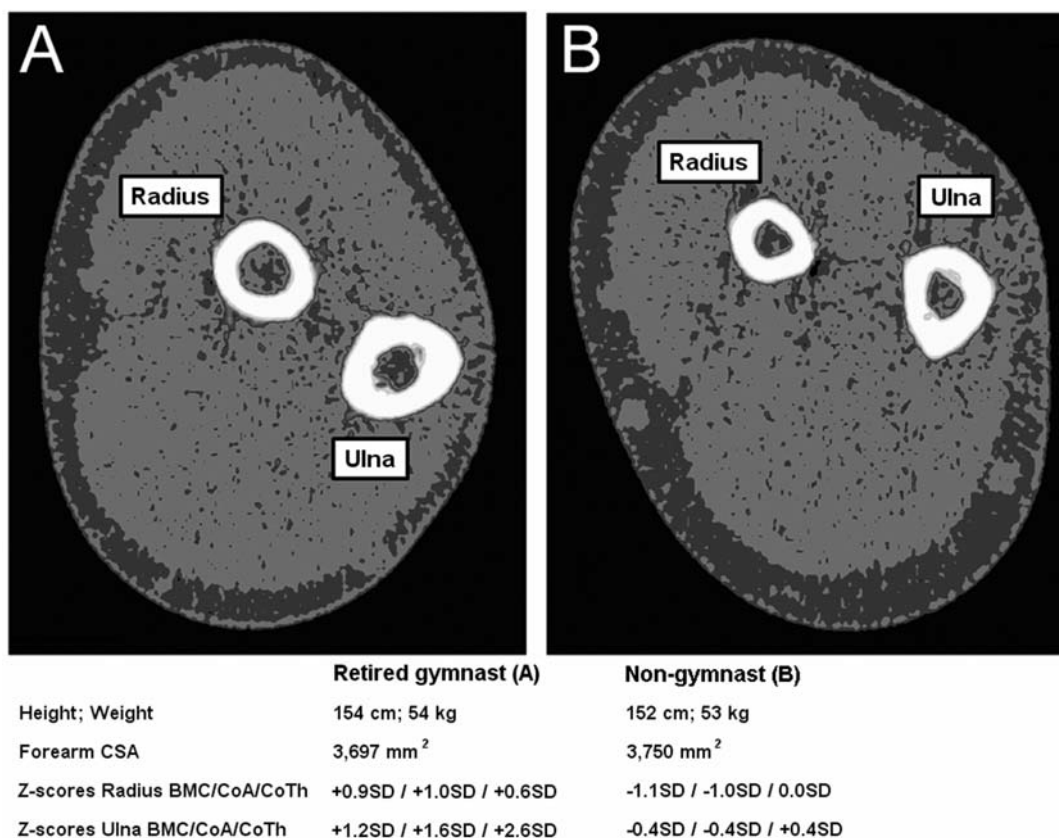 A
B
Radius
Ulna
Radius
Ulna
Retired gymnast (A) Non-gymnast (B)
Height; Weight 154 cm; 54 kg 152 cm; 53 kg
Forearm CSA 3,697 mm² 3,750 mm²
Z-scores Radius BMC/CoA/CoTh +0.9SD / +1.0SD / +0.6SD -1.1SD / -1.0SD / 0.0SD
Z-scores Ulna BMC/CoA/CoTh +1.2SD / +1.6SD / +2.6SD -0.4SD / -0.4SD / +0.4SD